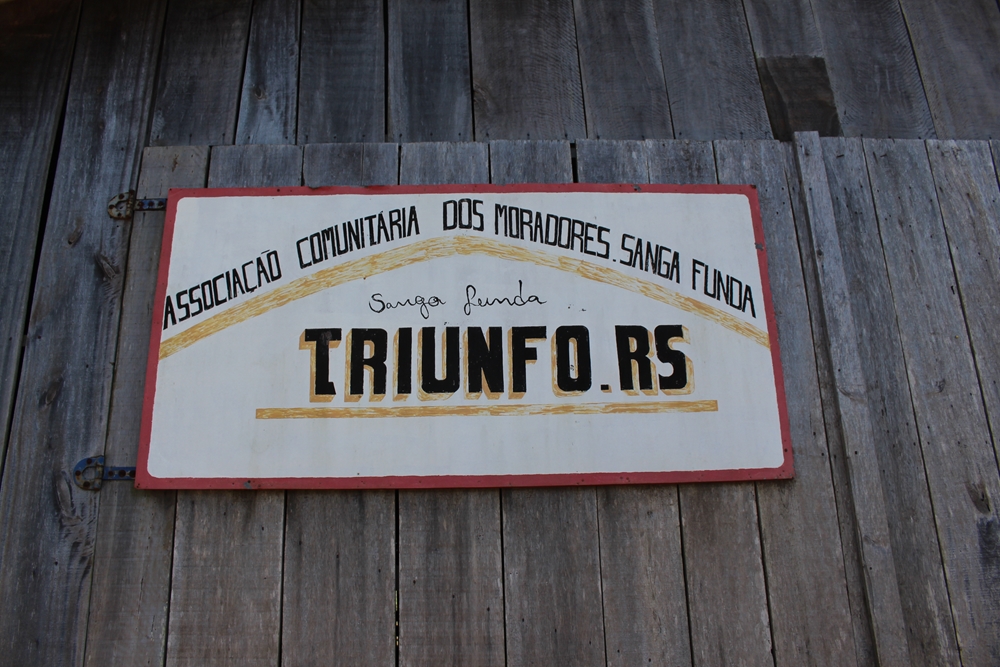 ASSOCIAÇÃO COMUNITÁRIA DOS MORADORES. SANGA FUNDA
Sanga funda
TRIUNFO.RS